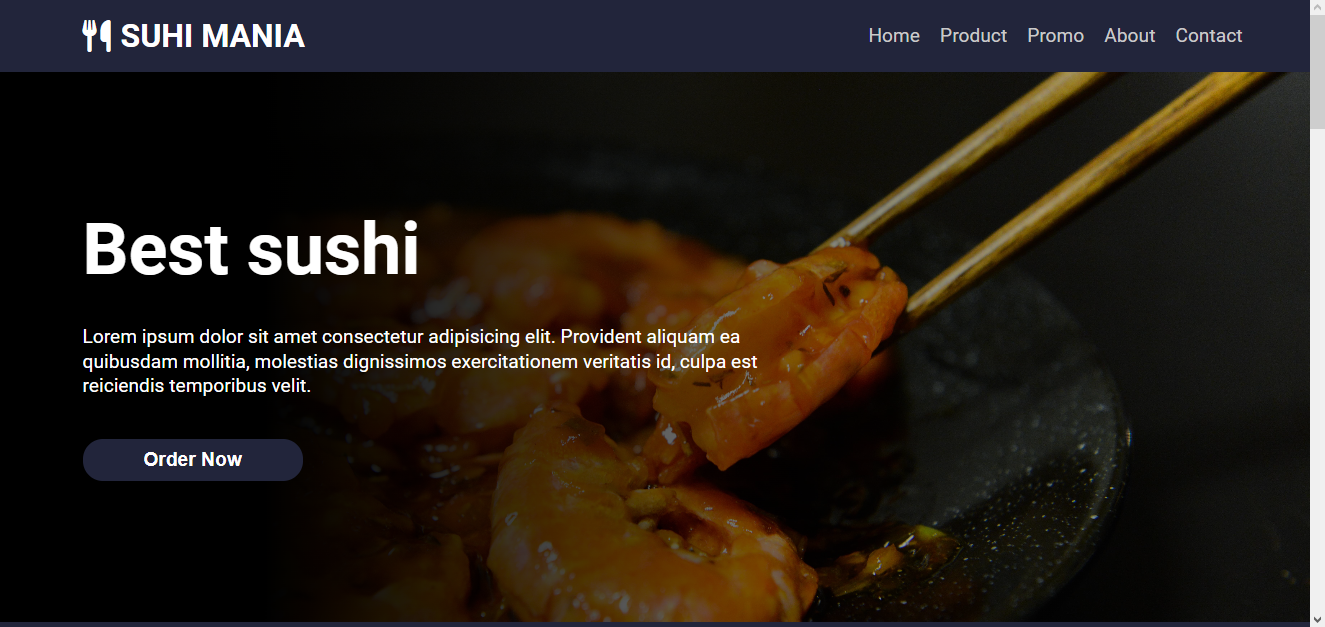 SUHI MANIA
Home Product Promo About Contact
Best sushi
Lorem ipsum dolor sit amet consectetur adipisicing elit. Provident aliquam ea
quibusdam mollitia, molestias dignissimos exercitationem veritatis id, culpa est
reiciendis temporibus velit.
Order Now